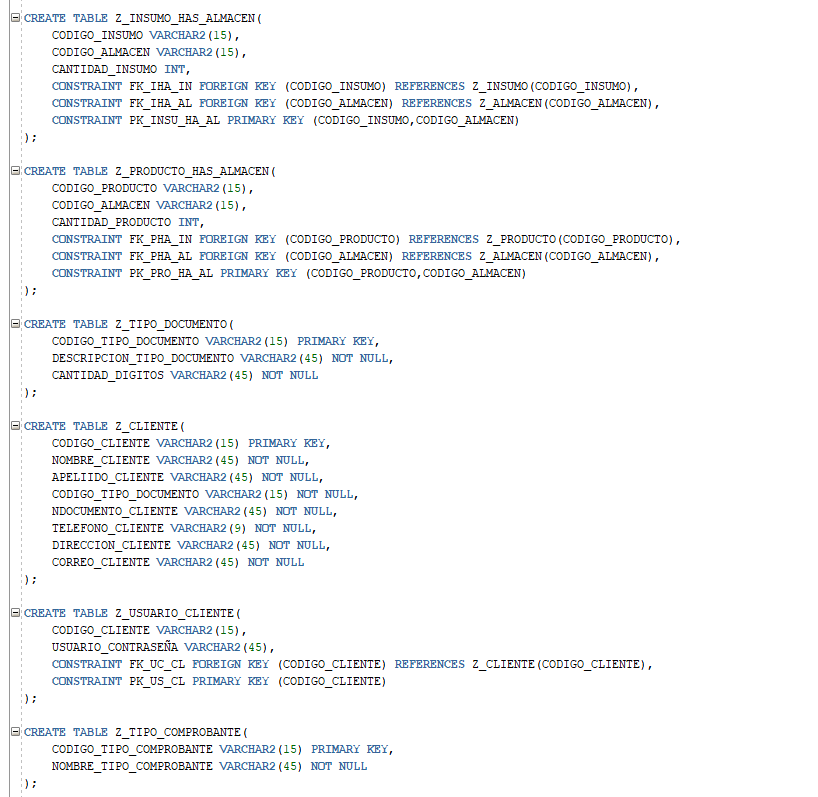 CREATE TABLE Z_INSUMO_HAS_ALMACEN(
CODIGO_INSUMO VARCHAR2(15),
CODIGO_ALMACEN VARCHAR2(15),
CANTIDAD_INSUMO INT,
CONSTRAINT FK_IHA_IN FOREIGN KEY (CODIGO_INSUMO) REFERENCES Z_INSUMO(CODIGO_INSUMO),
CONSTRAINT FK_IHA_AL FOREIGN KEY (CODIGO_ALMACEN) REFERENCES Z_ALMACEN(CODIGO_ALMACEN),
CONSTRAINT PK_INSU_HA_AL PRIMARY KEY (CODIGO_INSUMO,CODIGO_ALMACEN)
);
CREATE TABLE Z_PRODUCTO_HAS_ALMACEN(
CODIGO_PRODUCTO VARCHAR2(15),
CODIGO_ALMACEN VARCHAR2(15),
CANTIDAD_PRODUCTO INT,
CONSTRAINT FK_PHA_IN FOREIGN KEY (CODIGO_PRODUCTO) REFERENCES Z_PRODUCTO(CODIGO_PRODUCTO),
CONSTRAINT FK_PHA_AL FOREIGN KEY (CODIGO_ALMACEN) REFERENCES Z_ALMACEN(CODIGO_ALMACEN),
CONSTRAINT PK_PRO_HA_AL PRIMARY KEY (CODIGO_PRODUCTO,CODIGO_ALMACEN)
);
CREATE TABLE Z_TIPO_DOCUMENTO(
CODIGO_TIPO_DOCUMENTO VARCHAR2(15) PRIMARY KEY,
DESCRIPCION_TIPO_DOCUMENTO VARCHAR2(45) NOT NULL,
CANTIDAD_DIGITOS VARCHAR2(45) NOT NULL
);
CREATE TABLE Z_CLIENTE(
CODIGO_CLIENTE VARCHAR2(15) PRIMARY KEY,
NOMBRE_CLIENTE VARCHAR2(45) NOT NULL,
APELIIDO_CLIENTE VARCHAR2(45) NOT NULL,
CODIGO_TIPO_DOCUMENTO VARCHAR2(15) NOT NULL,
NDOCUMENTO_CLIENTE VARCHAR2(45) NOT NULL,
TELEFONO_CLIENTE VARCHAR2(9) NOT NULL,
DIRECCION_CLIENTE VARCHAR2(45) NOT NULL,
CORREO_CLIENTE VARCHAR2(45) NOT NULL
);
CREATE TABLE Z_USUARIO_CLIENTE(
CODIGO_CLIENTE VARCHAR2(15),
USUARIO_CONTRASEÑA VARCHAR2(45),
CONSTRAINT FK_UC_CL FOREIGN KEY (CODIGO_CLIENTE) REFERENCES Z_CLIENTE(CODIGO_CLIENTE),
CONSTRAINT PK_US_CL PRIMARY KEY (CODIGO_CLIENTE)
);
CREATE TABLE Z_TIPO_COMPROBANTE(
CODIGO_TIPO_COMPROBANTE VARCHAR2(15) PRIMARY KEY,
NOMBRE_TIPO_COMPROBANTE VARCHAR2(45) NOT NULL
);